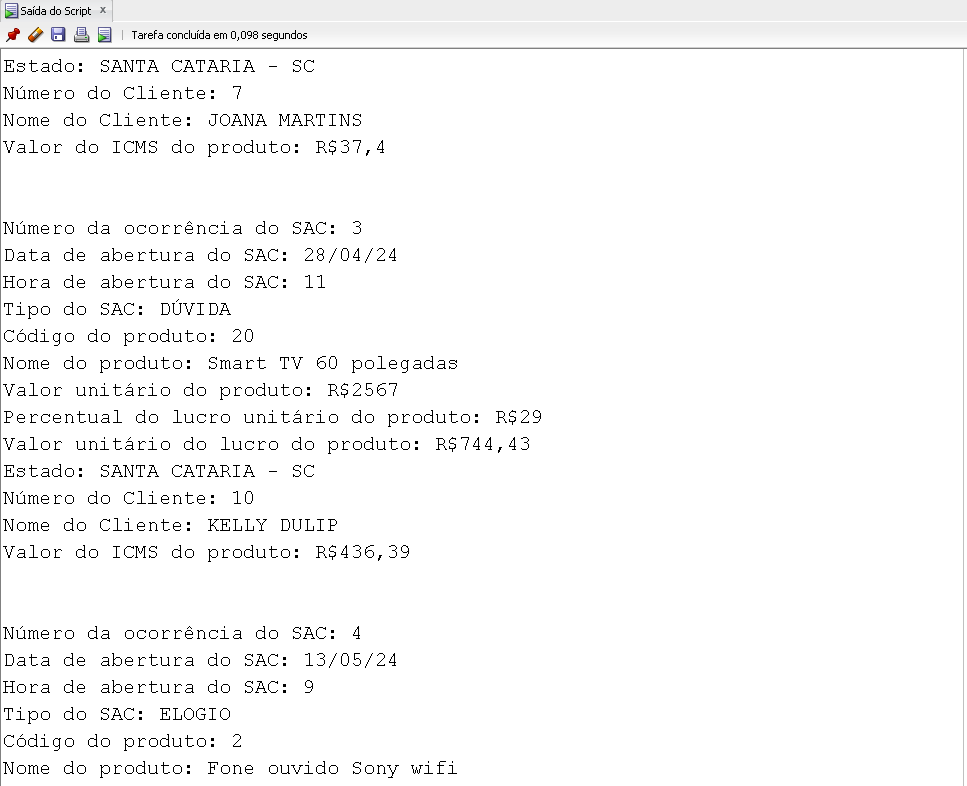 Saída do Script x
Tarefa concluída em 0,098 segundos
Estado: SANTA CATARIA - SC
Número do Cliente: 7
Nome do Cliente: JOANA MARTINS
Valor do ICMS do produto: R$37,4
Número da ocorrência do SAC: 3
Data de abertura do SAC: 28/04/24
Hora de abertura do SAC: 11
Tipo do SAC: DÚVIDA
Código do produto: 20
Nome do produto: Smart TV 60 polegadas
Valor unitário do produto: R$2567
Percentual do lucro unitário do produto: R$29
Valor unitário do lucro do produto: R$744,43
Estado: SANTA CATARIA - SC
Número do Cliente: 10
Nome do Cliente: KELLY DULIP
Valor do ICMS do produto: R$436,39
Número da ocorrência do SAC: 4
Data de abertura do SAC: 13/05/24
Hora de abertura do SAC: 9
Tipo do SAC: ELOGIO
Código do produto: 2
Nome do produto: Fone ouvido Sony wifi